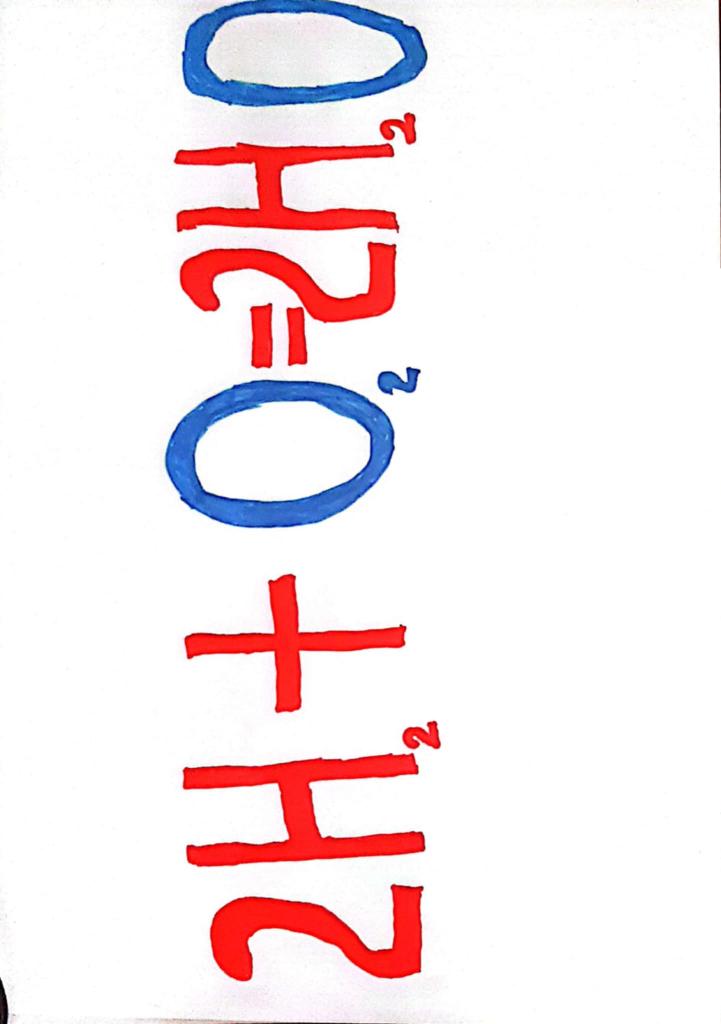 2H₂ + O₂ = 2H₂O